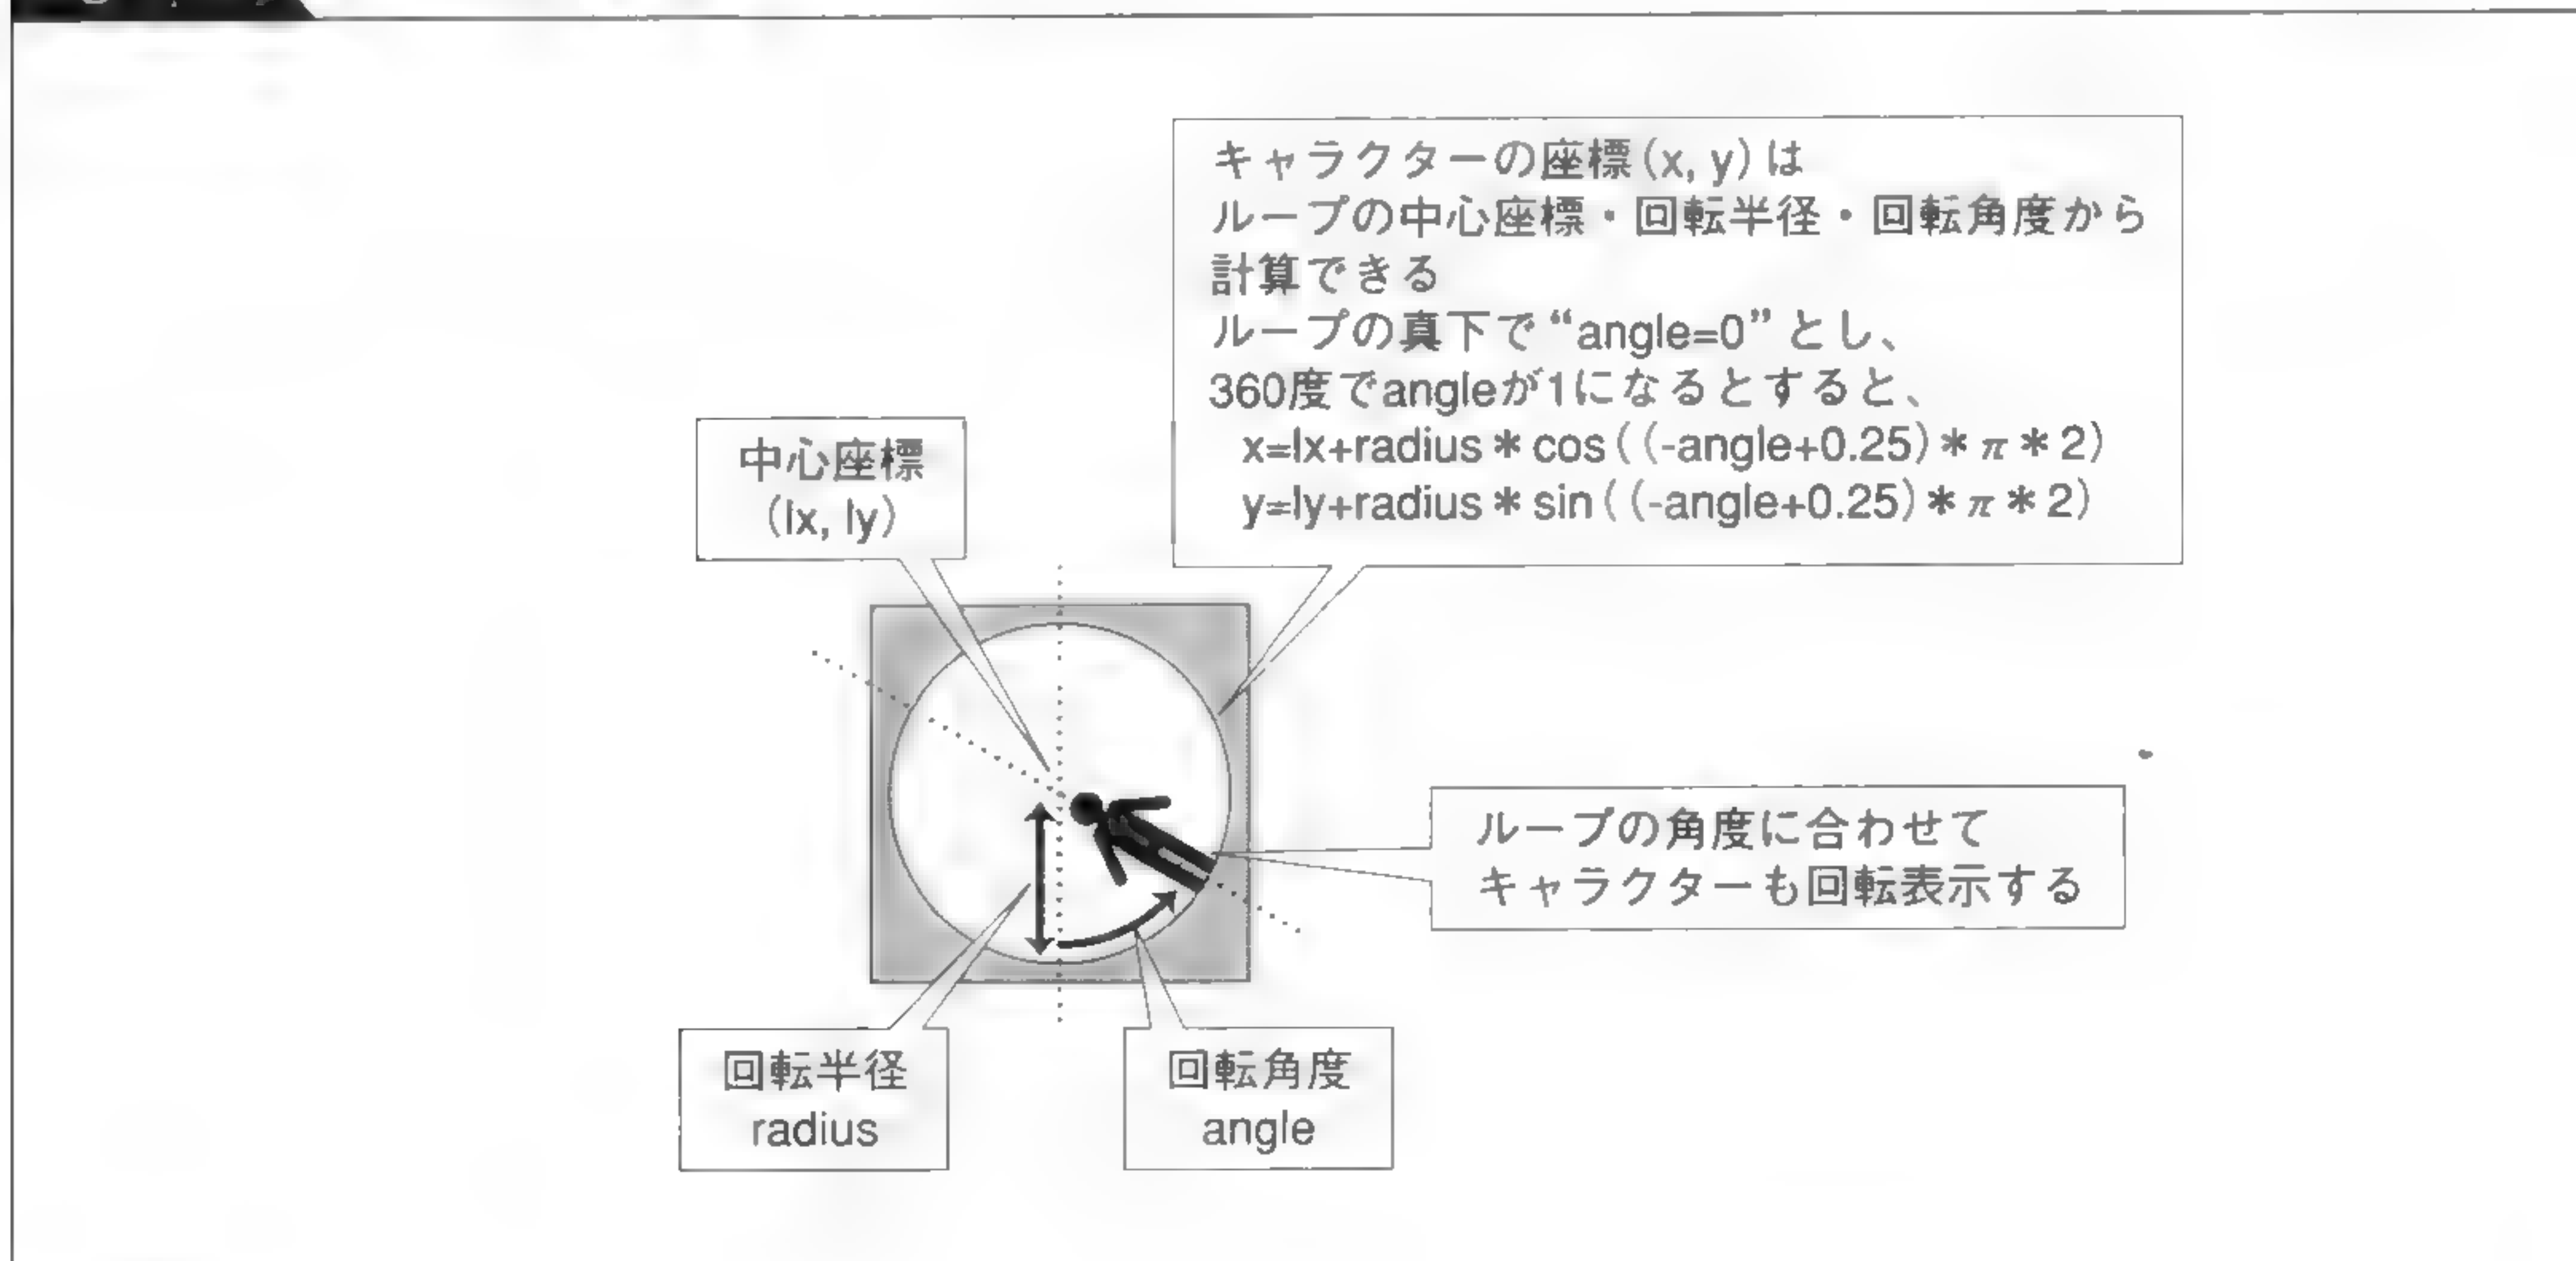 キャラクターの座標(x, y)は
ループの中心座標・回転半径・回転角度から
計算できる
ループの真下で“angle=0”とし、
360度でangleが1になるとすると、
x=lx+radius＊cos((-angle+0.25)＊π＊2)
y=ly+radius＊sin((-angle+0.25)＊π＊2)
中心座標
(lx, ly)
ループの角度に合わせて
キャラクターも回転表示する
回転半径
radius
回転角度
angle